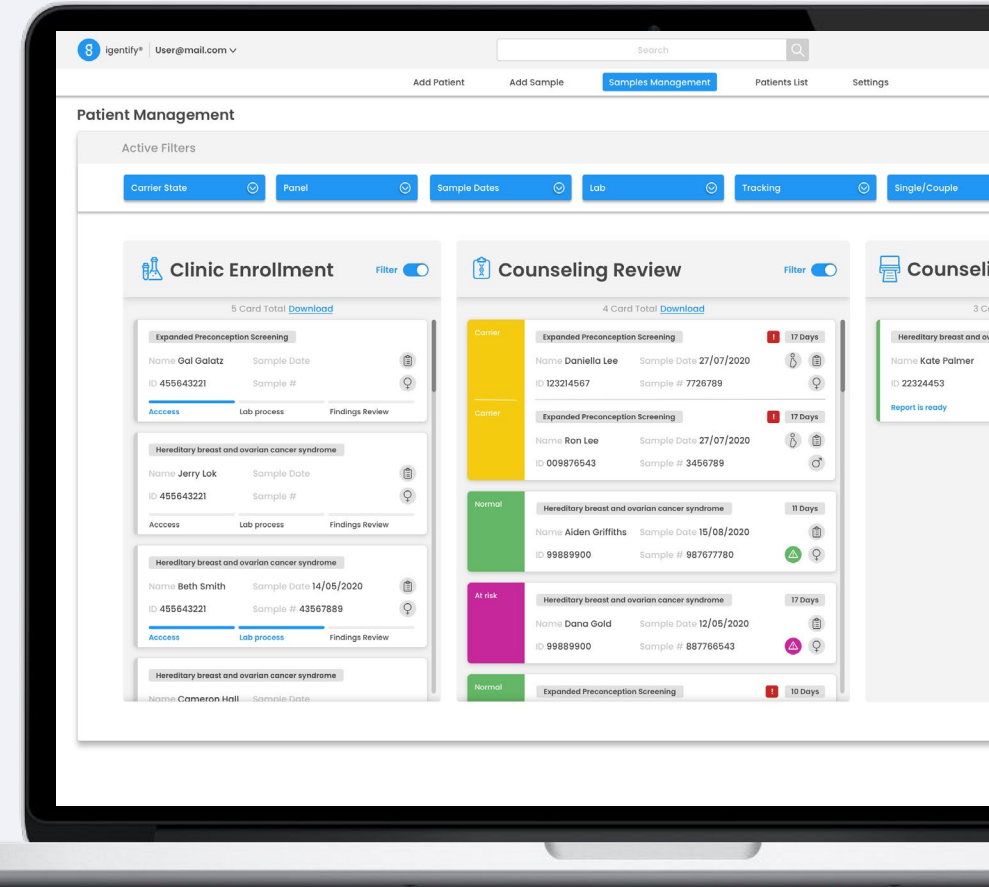 igentify® User@mail.com
Search
Add Patient Add Sample Samples Management Patients List Settings
Patient Management
Active Filters
Carrier State Panel Sample Dates Lab Tracking Single/Couple
Clinic Enrollment Filter
5 Card Total Download
Expanded Preconception Screening
Name Gal Galatz Sample Date
ID 455643221 Sample #
Acccess Lab process Findings Review
Hereditary breast and ovarian cancer syndrome
Name Jerry Lok Sample Date
ID 455643221 Sample #
Acccess Lab process Findings Review
Hereditary breast and ovarian cancer syndrome
Name Beth Smith Sample Date 14/05/2020
ID 455643221 Sample # 43567889
Acccess Lab process Findings Review
Hereditary breast and ovarian cancer syndrome
Name Cameron Hall Sample Date
Counseling Review Filter
4 Card Total Download
Carrier Expanded Preconception Screening ! 17 Days
Name Daniella Lee Sample Date 27/07/2020
ID 123214567 Sample # 7726789
Carrier Expanded Preconception Screening ! 17 Days
Name Ron Lee Sample Date 27/07/2020
ID 009876543 Sample # 3456789
Normal Hereditary breast and ovarian cancer syndrome 11 Days
Name Aiden Griffiths Sample Date 15/08/2020
ID 99889900 Sample # 987677780
At risk Hereditary breast and ovarian cancer syndrome 17 Days
Name Dana Gold Sample Date 12/05/2020
ID 99889900 Sample # 887766543
Normal Expanded Preconception Screening ! 10 Days
Counseli
3 C
Hereditary breast and ov
Name Kate Palmer
ID 22324453
Report is ready